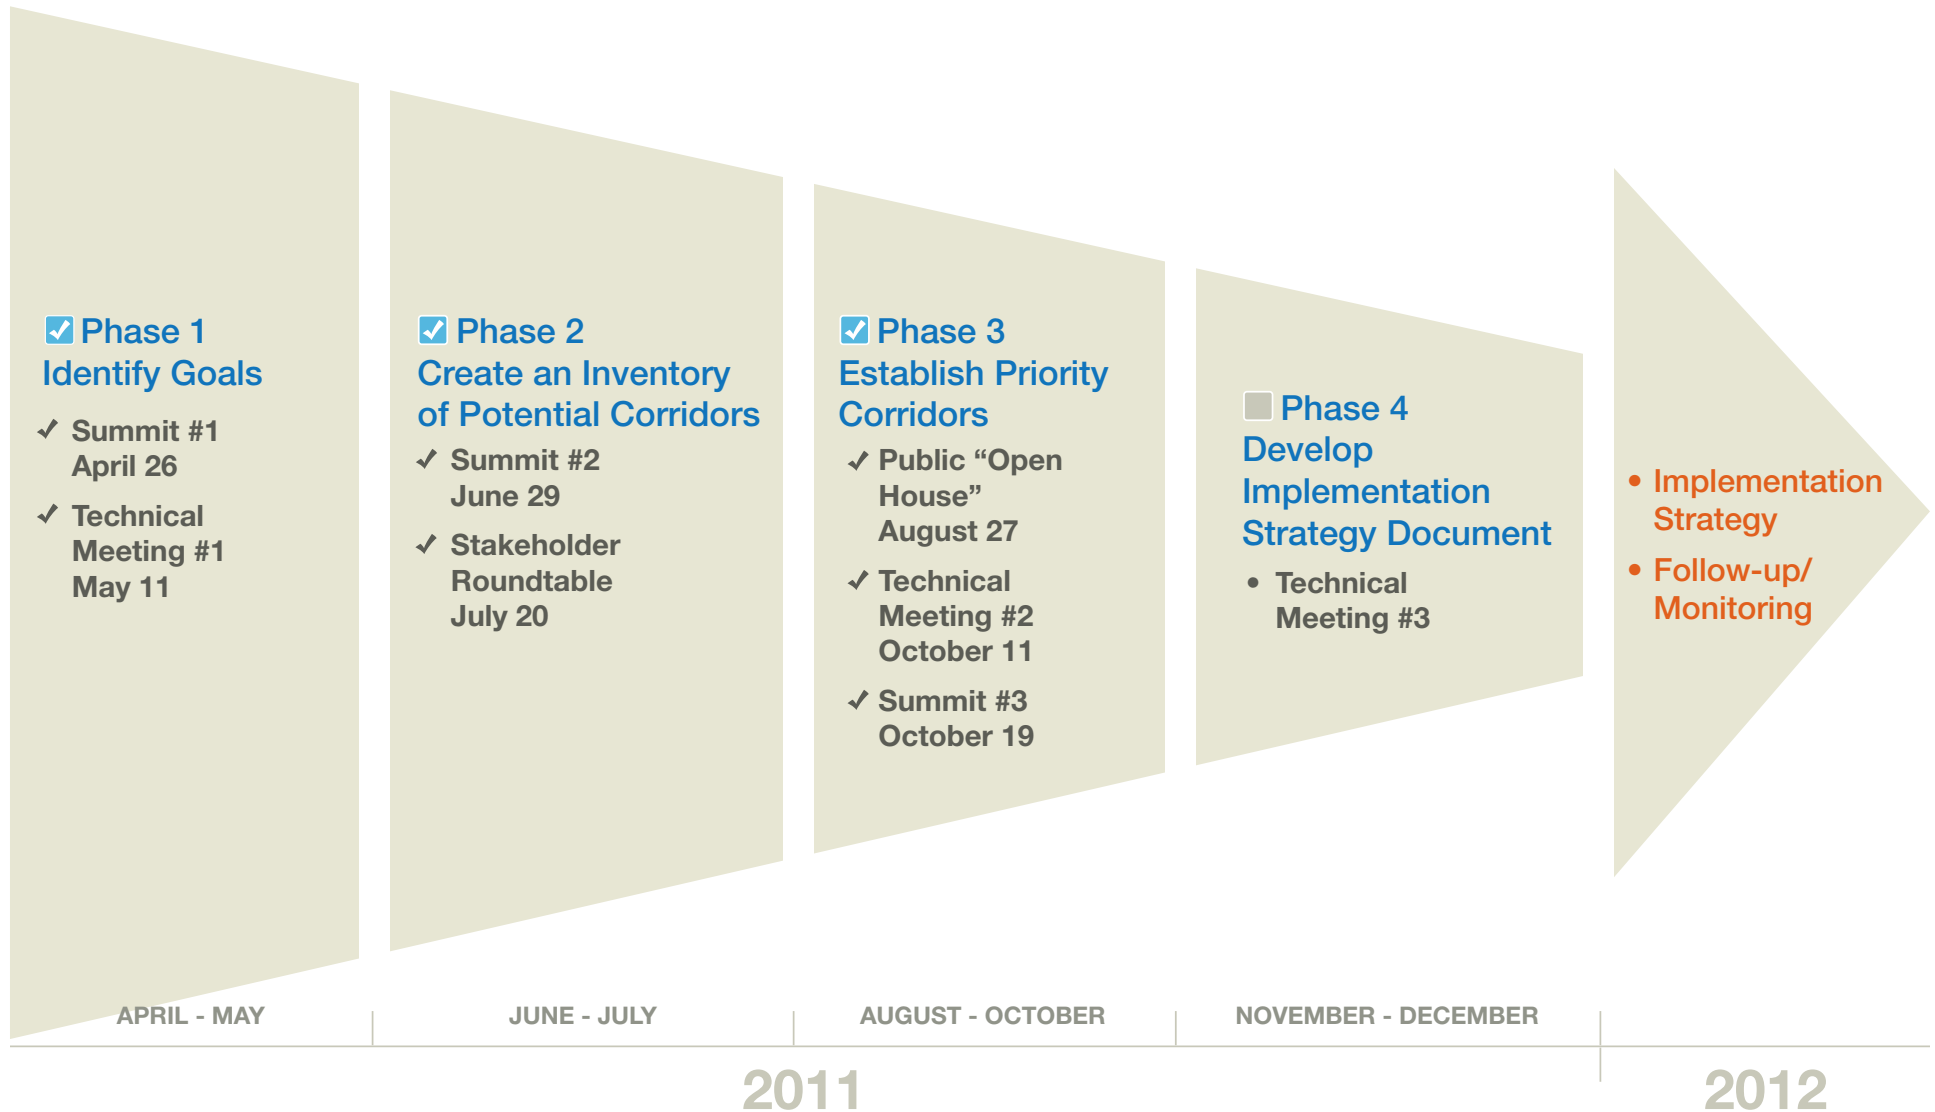 Phase 1
Identify Goals
Summit #1
April 26
Technical
Meeting #1
May 11
Phase 2
Create an Inventory
of Potential Corridors
Summit #2
June 29
Stakeholder
Roundtable
July 20
Phase 3
Establish Priority
Corridors
Public “Open
House”
August 27
Technical
Meeting #2
October 11
Summit #3
October 19
Phase 4
Develop
Implementation
Strategy Document
• Technical
Meeting #3
• Implementation
Strategy
• Follow-up/
Monitoring
APRIL - MAY
JUNE - JULY
AUGUST - OCTOBER
NOVEMBER - DECEMBER
2011
2012